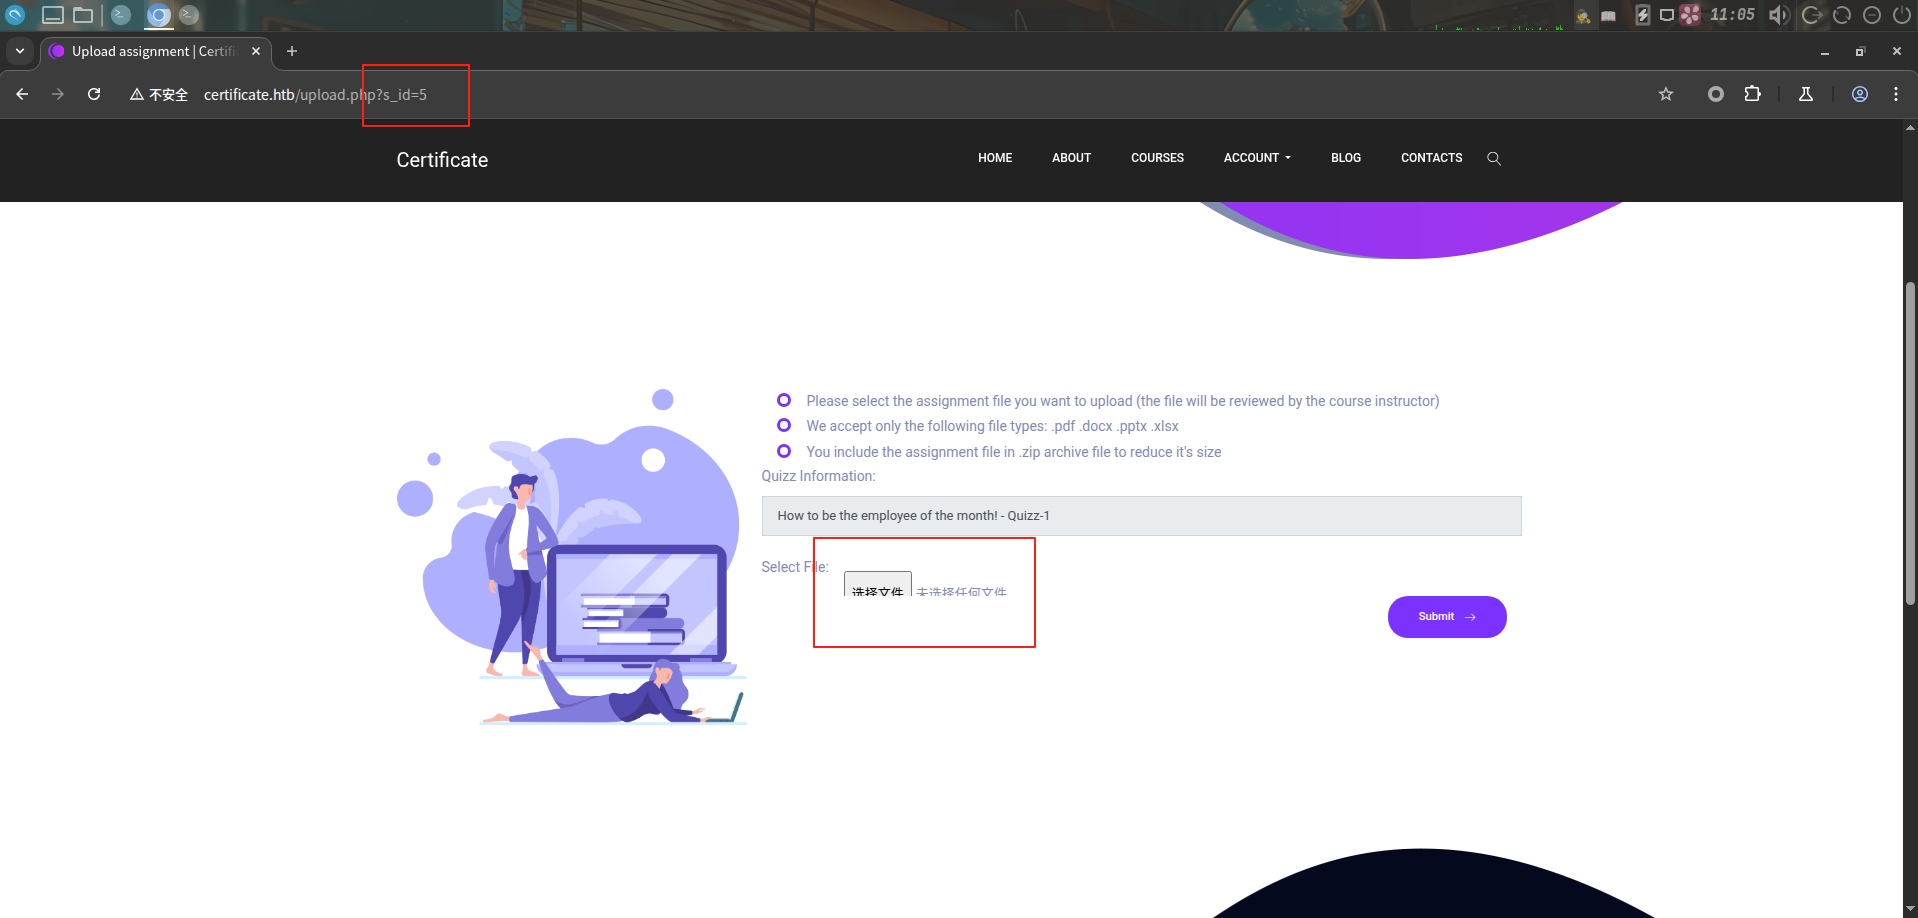 11:05
Upload assignment | Certifi
不安全
certificate.htb/upload.php?s_id=5
Certificate
HOME
ABOUT
COURSES
ACCOUNT
BLOG
CONTACTS
Please select the assignment file you want to upload (the file will be reviewed by the course instructor)
We accept only the following file types: .pdf .docx .pptx .xlsx
You include the assignment file in .zip archive file to reduce it's size
Quizz Information:
How to be the employee of the month! - Quizz-1
Select File:
选择文件 未选择任何文件
Submit